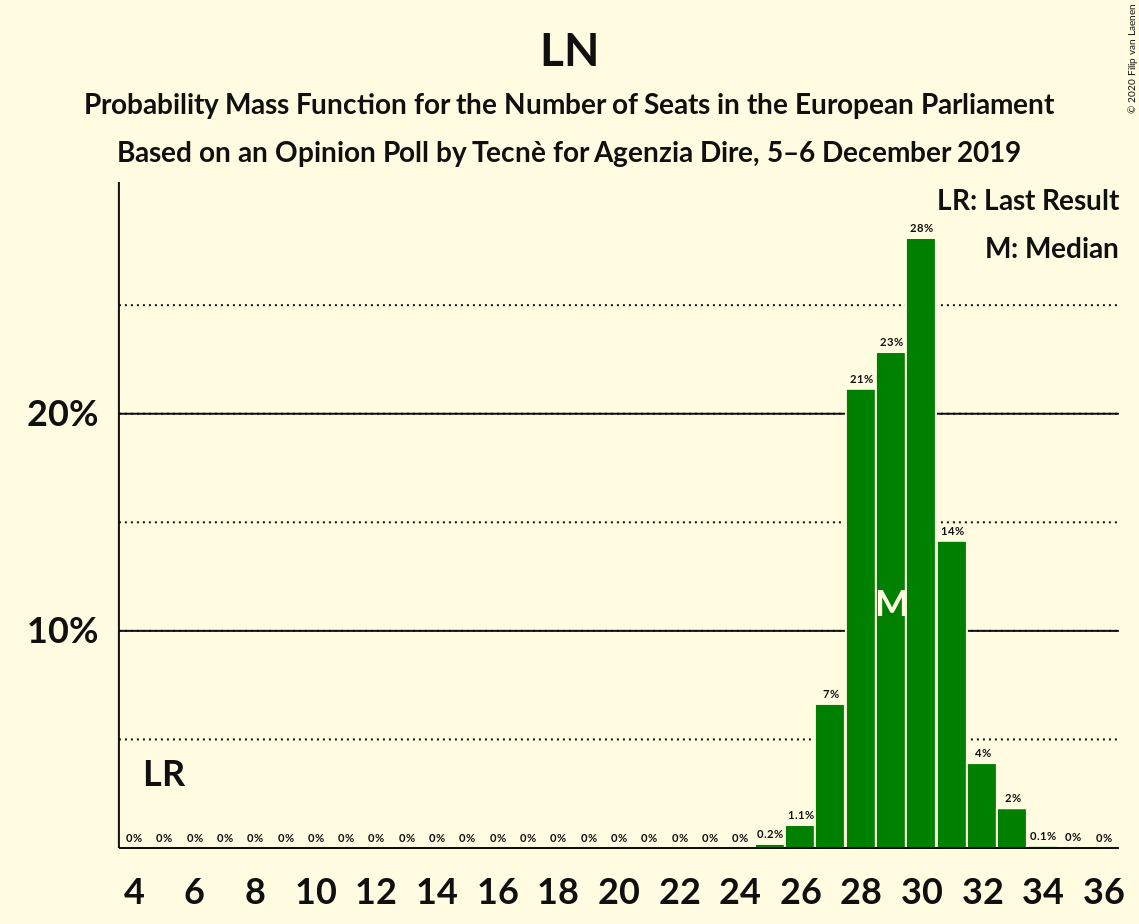 LN
Probability Mass Function for the Number of Seats in the European Parliament
Based on an Opinion Poll by Tecnè for Agenzia Dire, 5–6 December 2019
© 2020 Filip van Laenen
LR: Last Result
M: Median
28%
23%
21%
20%
14%
M
10%
7%
4%
LR
2%
0% 0% 0% 0% 0% 0% 0% 0% 0% 0% 0% 0% 0% 0% 0% 0% 0% 0% 0% 0% 0% 0.2% 1.1% 0.1% 0% 0%
4 6 8 10 12 14 16 18 20 22 24 26 28 30 32 34 36